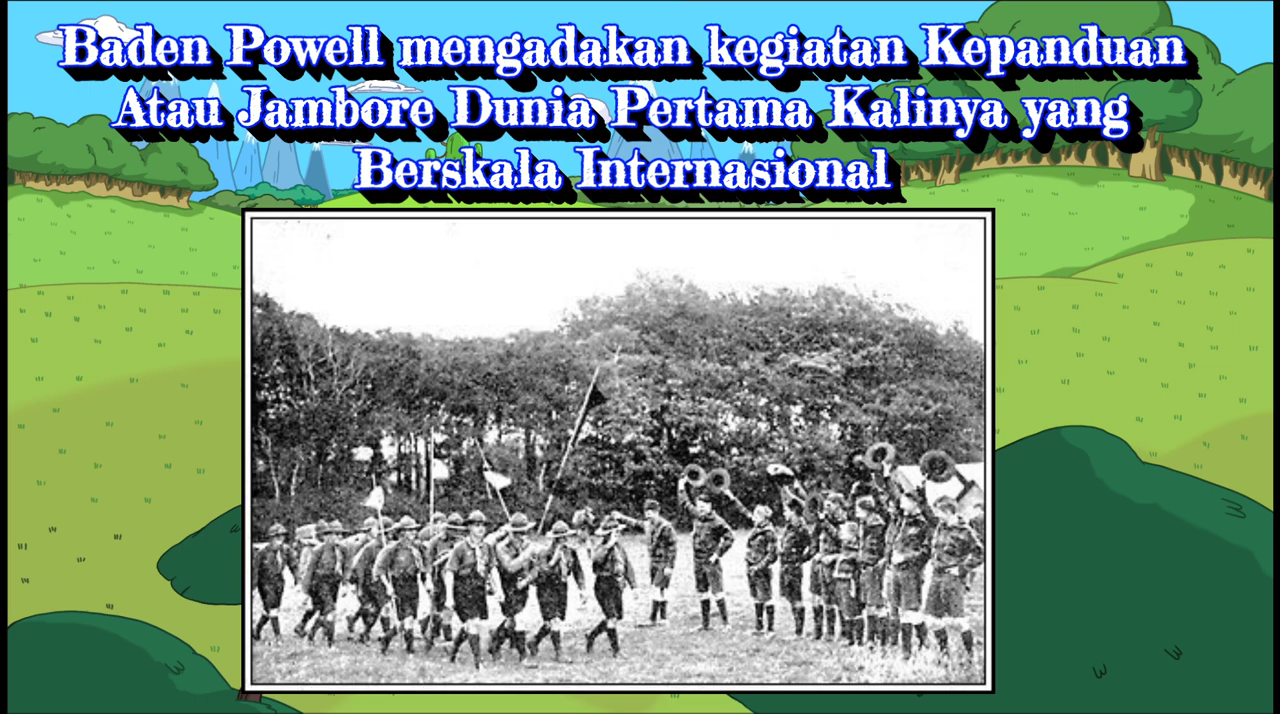 Baden Powell mengadakan kegiatan Kepanduan
Atau Jambore Dunia Pertama Kalinya yang
Berskala Internasional